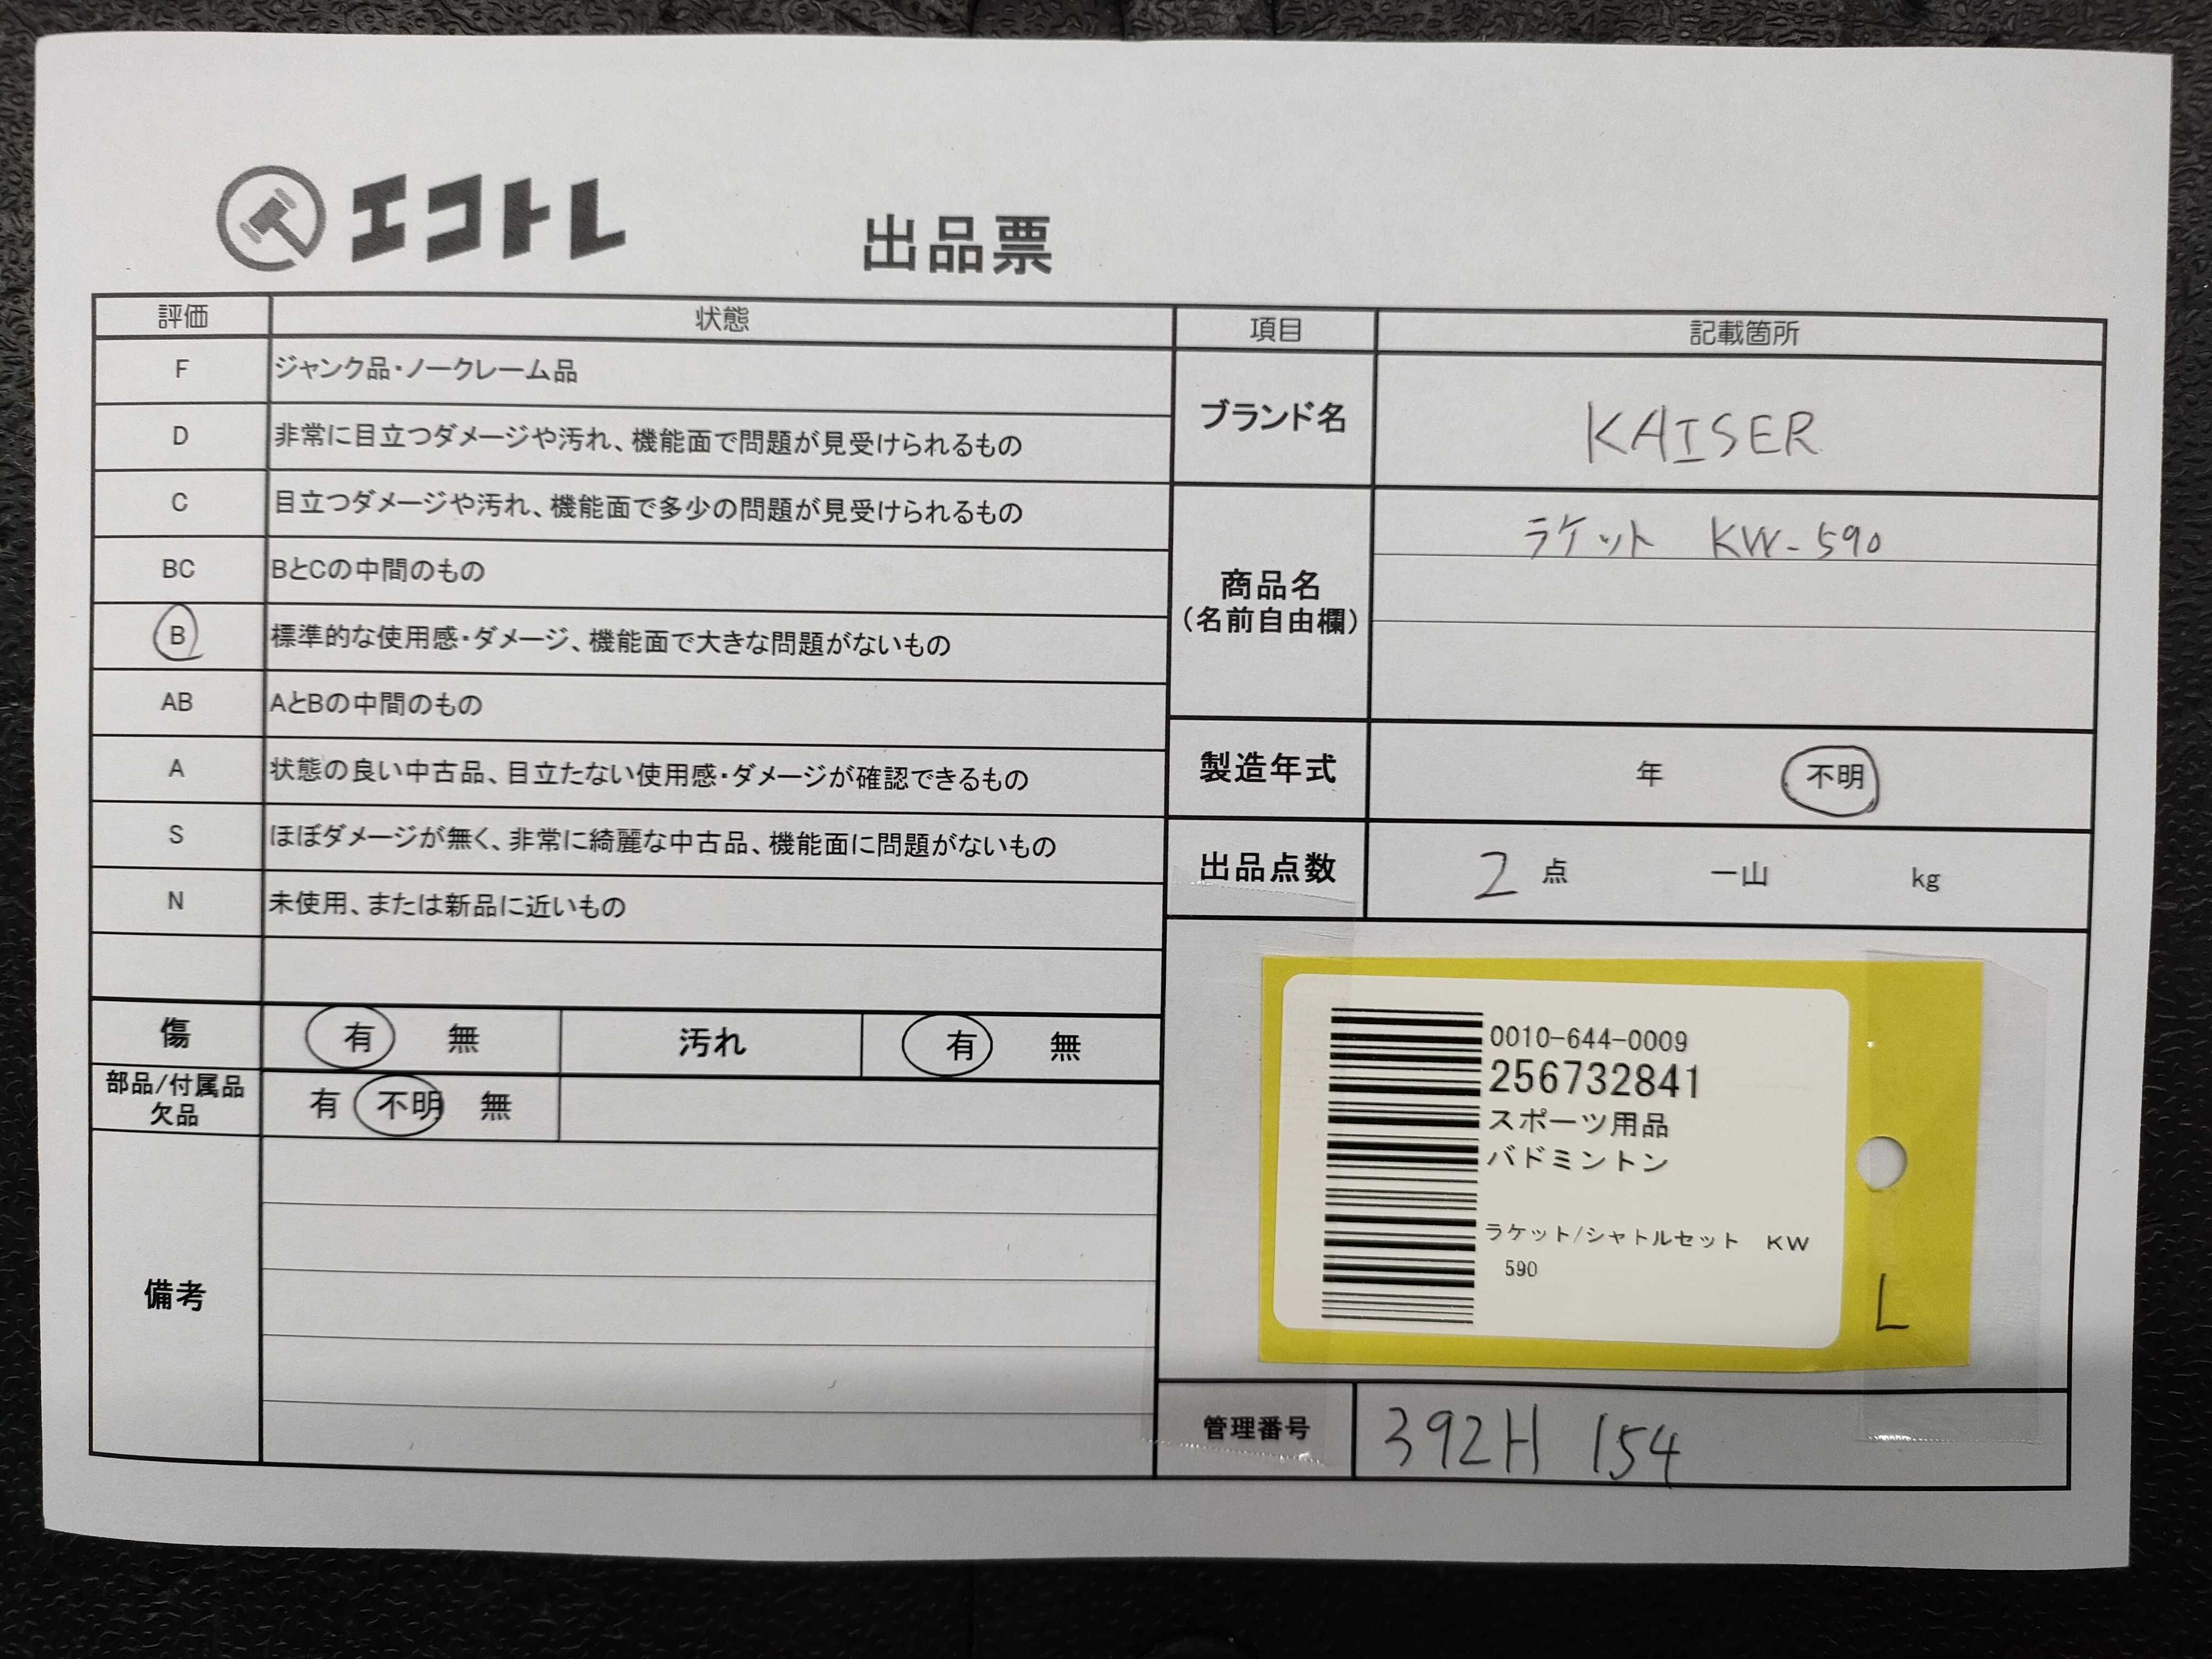 エコトレ
出品票
評価 状態
F ジャンク品・ノークレーム品
D 非常に目立つダメージや汚れ、機能面で問題が見受けられるもの
C 目立つダメージや汚れ、機能面で多少の問題が見受けられるもの
BC BとCの中間のもの
B 標準的な使用感・ダメージ、機能面で大きな問題がないもの
AB AとBの中間のもの
A 状態の良い中古品、目立たない使用感・ダメージが確認できるもの
S ほぼダメージが無く、非常に綺麗な中古品、機能面に問題がないもの
N 未使用、または新品に近いもの
傷 有 無 汚れ 有 無
部品/付属品
欠品
有 不明 無
備考
項目 記載箇所
ブランド名 KAISER
商品名
(名前自由欄)
ラケット KW-590
製造年式 年 不明
出品点数 2 点 一山 kg
0010-644-0009
256732841
スポーツ用品
バドミントン
ラケット/シャトルセット KW
590
L
管理番号 392H 154